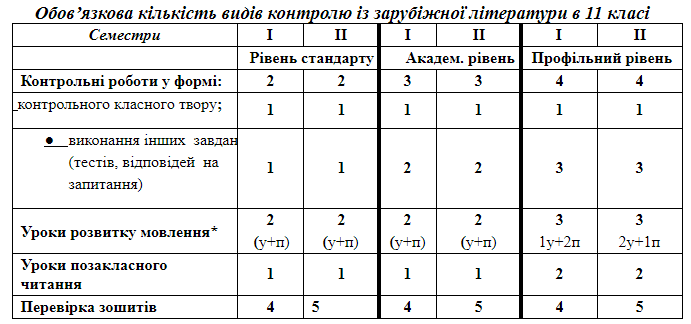 Обов’язкова кількість видів контролю із зарубіжної літератури в 11 класі
Семестри I II I II I II
Рівень стандарту Академ. рівень Профільний рівень
Контрольні роботи у формі: 2 2 3 3 4 4
контрольного класного твору; 1 1 1 1 1 1
● виконання інших завдан
(тестів, відповідей на
запитання) 1 1 2 2 3 3
Уроки розвитку мовлення* 2 2 2 2 3 3
(у+п) (у+п) (у+п) (у+п) 1у+2п 2у+1п
Уроки позакласного
читання 1 1 1 1 2 2
Перевірка зошитів 4 5 4 5 4 5